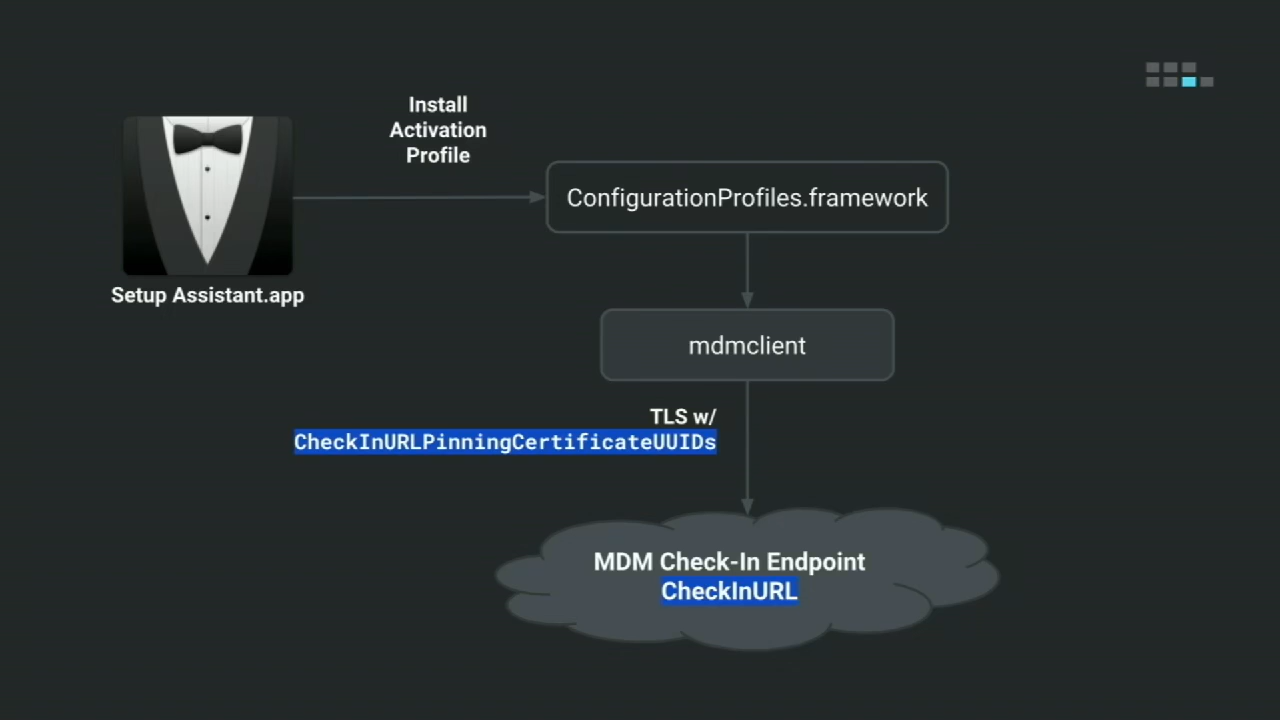 Install
Activation
Profile
ConfigurationProfiles.framework
Setup Assistant.app
mdmclient
TLS w/
CheckInURLPinningCertificateUUIDs
MDM Check-In Endpoint
CheckInURL